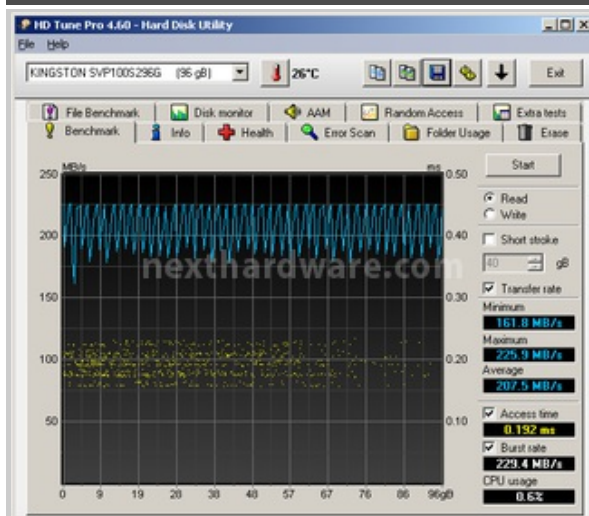 HD Tune Pro 4.60 - Hard Disk Utility
File Help
KINGSTON SVP100S296G (96 gB) 26°C Exit
File Benchmark Disk monitor AAM Random Access Extra tests
Benchmark Info Health Error Scan Folder Usage Erase
MB/s ms
250 0.50
200 0.40
150 0.30
100 0.20
50 0.10
0 9 19 28 38 48 57 67 76 86 96gB
nexthardware.com
Start
Read
Write
Short stroke
40 gB
Transfer rate
Minimum
161.8 MB/s
Maximum
225.9 MB/s
Average
207.5 MB/s
Access time
0.192 ms
Burst rate
229.4 MB/s
CPU usage
0.6%